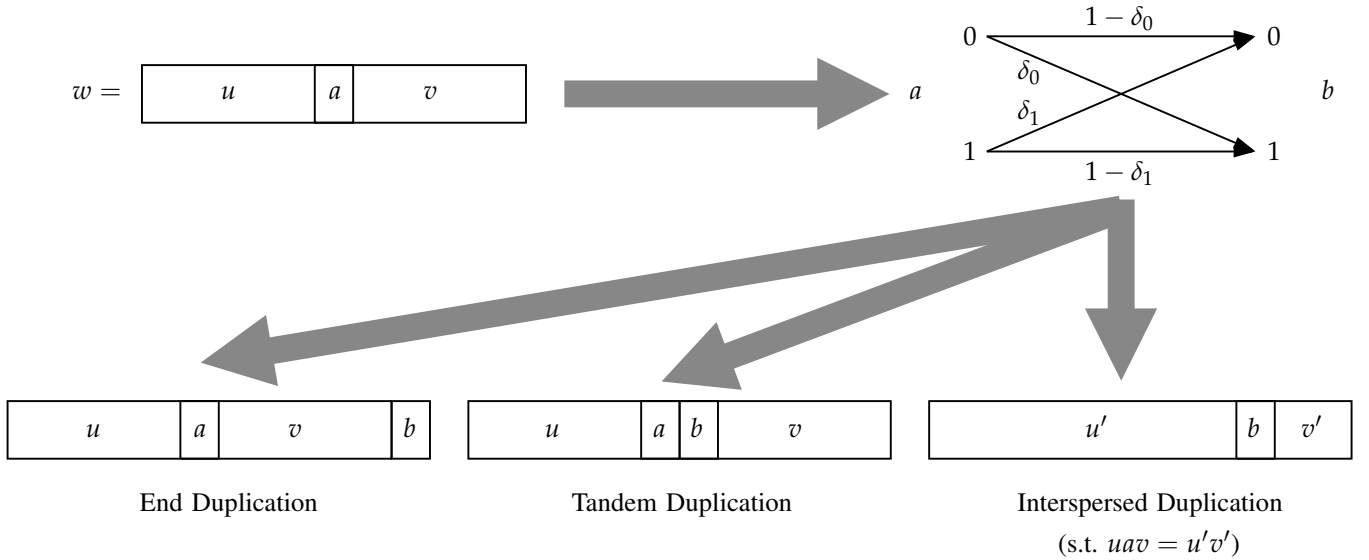 w = u a v
a
0 1 − δ0 0
δ0
δ1
1 1 − δ1 1
b
u a v b
u a b v
u′ b v′
End Duplication
Tandem Duplication
Interspersed Duplication
(s.t. uav = u′v′)